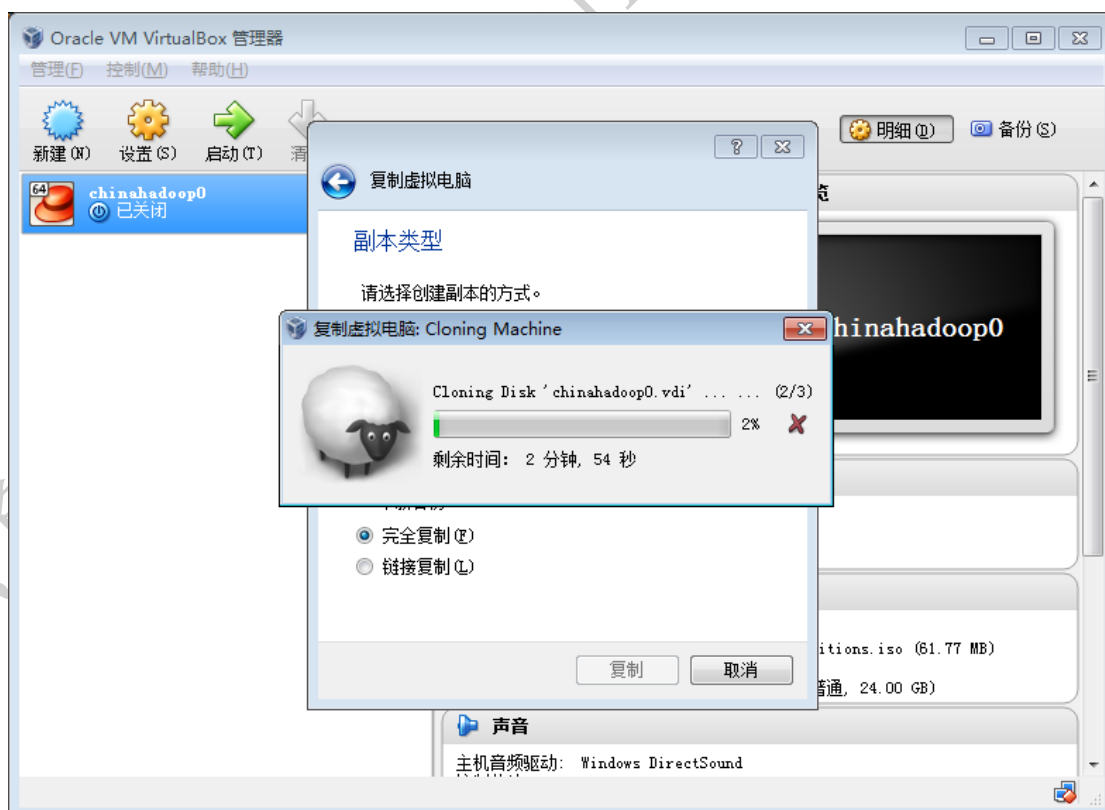 Oracle VM VirtualBox 管理器
管理(F) 控制(M) 帮助(H)
新建(N) 设置(S) 启动(T) 清
明细(D) 备份(S)
64
chinahadoop0
已关闭
复制虚拟电脑
副本类型
请选择创建副本的方式。
复制虚拟电脑: Cloning Machine
Cloning Disk 'chinahadoop0.vdi' ... ... (2/3)
2%
剩余时间: 2 分钟, 54 秒
完全复制(F)
链接复制(L)
复制 取消
hinahadoop0
itions.iso (61.77 MB)
普通, 24.00 GB)
声音
主机音频驱动: Windows DirectSound